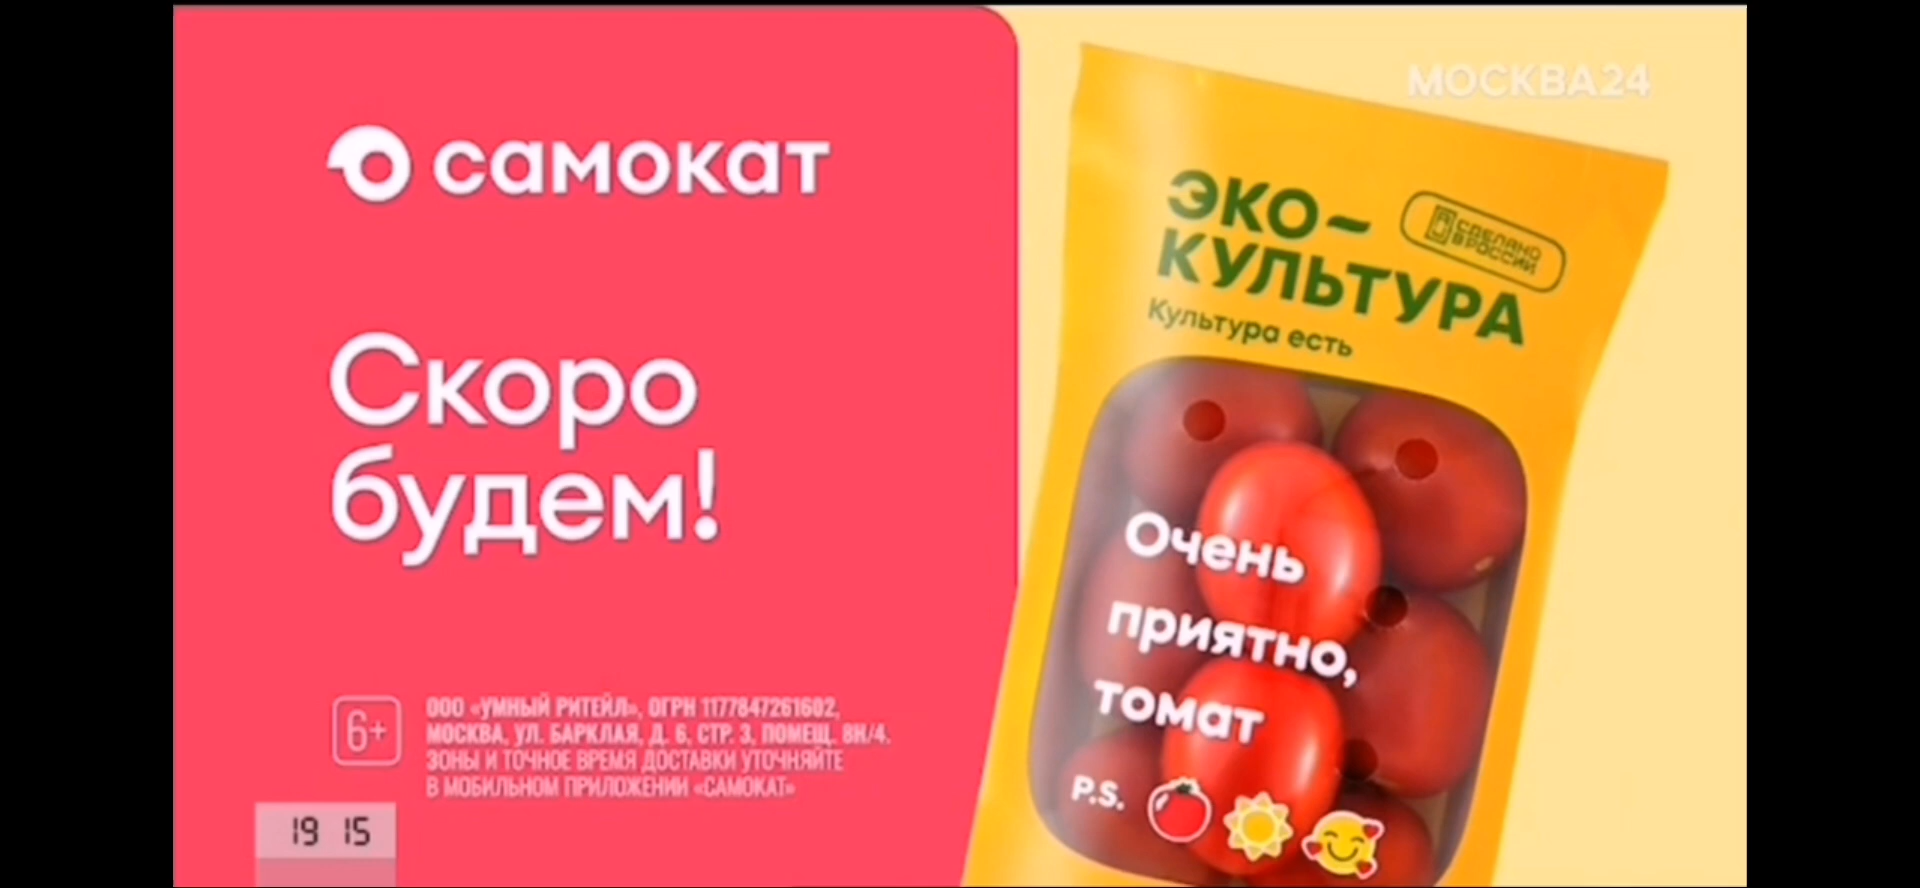 самокат
Скоро
будем!
6+
ООО «УМНЫЙ РИТЕЙЛ», ОГРН 1177847261602,
МОСКВА, УЛ. БАРКЛАЯ, Д. 6, СТР. 3, ПОМЕЩ. 8Н/4.
ЗОНЫ И ТОЧНОЕ ВРЕМЯ ДОСТАВКИ УТОЧНЯЙТЕ
В МОБИЛЬНОМ ПРИЛОЖЕНИИ «САМОКАТ»
19 15
МОСКВА24
ЭКО–
КУЛЬТУРА
СДЕЛАНО
В РОССИИ
Культура есть
Очень
приятно,
томат
P.S.